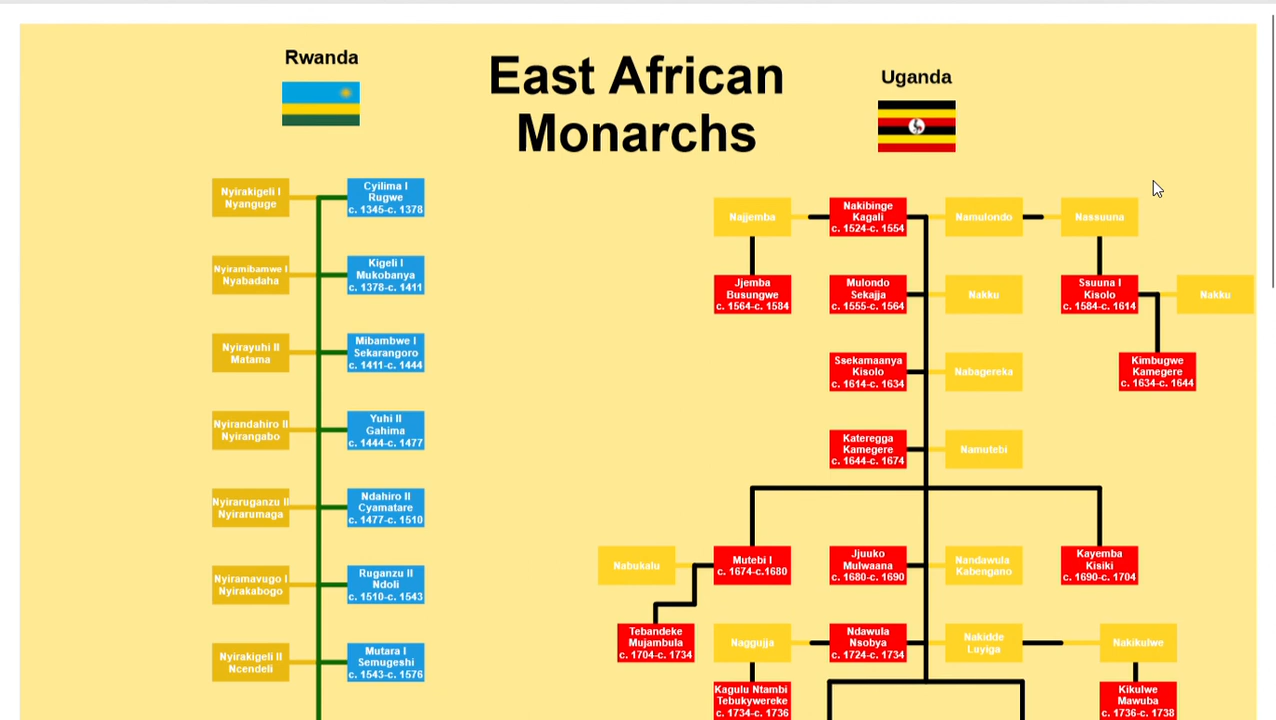 East African
Monarchs
Rwanda
Uganda
Nyirakigeli I
Nyanguge
Cyilima I
Rugwe
c. 1345-c. 1378
Nyiramibamwe I
Nyabadaha
Kigeli I
Mukobanya
c. 1378-c. 1411
Nyirayuhi II
Matama
Mibambwe I
Sekarangoro
c. 1411-c. 1444
Nyirandahiro II
Nyirangabo
Yuhi II
Gahima
c. 1444-c. 1477
Nyiraruganzu II
Nyirarumaga
Ndahiro II
Cyamatare
c. 1477-c. 1510
Nyiramavugo I
Nyirakabogo
Ruganzu II
Ndoli
c. 1510-c. 1543
Nyirakigeli II
Ncendeli
Mutara I
Semugeshi
c. 1543-c. 1576
Najjemba
Nakibinge
Kagali
c. 1524-c. 1554
Namulondo
Nassuuna
Jjemba
Busungwe
c. 1564-c. 1584
Mulondo
Sekajja
c. 1555-c. 1564
Nakku
Ssuuna I
Kisolo
c. 1584-c. 1614
Nakku
Ssekamaanya
Kisolo
c. 1614-c. 1634
Nabagereka
Kimbugwe
Kamegere
c. 1634-c. 1644
Kateregga
Kamegere
c. 1644-c. 1674
Namutebi
Nabukalu
Mutebi I
c. 1674-c.1680
Jjuuko
Mulwaana
c. 1680-c. 1690
Nandawula
Kabengano
Kayemba
Kisiki
c. 1690-c. 1704
Tebandeke
Mujambula
c. 1704-c. 1734
Naggujja
Ndawula
Nsobya
c. 1724-c. 1734
Nakidde
Luyiga
Nakikulwe
Kagulu Ntambi
Tebukywereke
c. 1734-c. 1736
Kikulwe
Mawuba
c. 1736-c. 1738